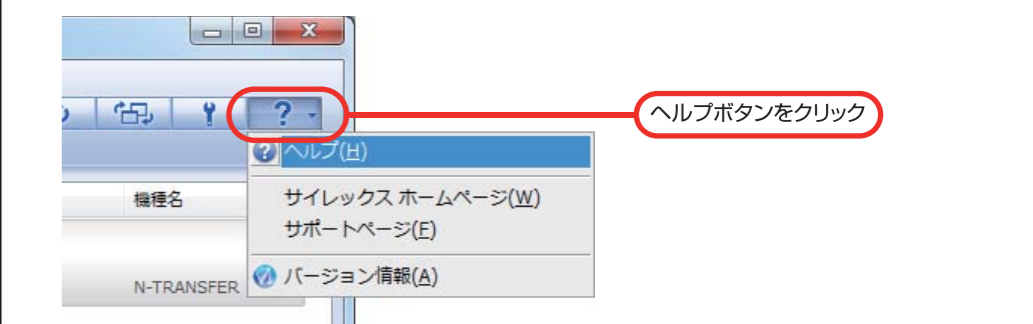 ?
ヘルプボタンをクリック
ヘルプ(H)
機種名
サイレックス ホームページ(W)
サポートページ(F)
バージョン情報(A)
N-TRANSFER